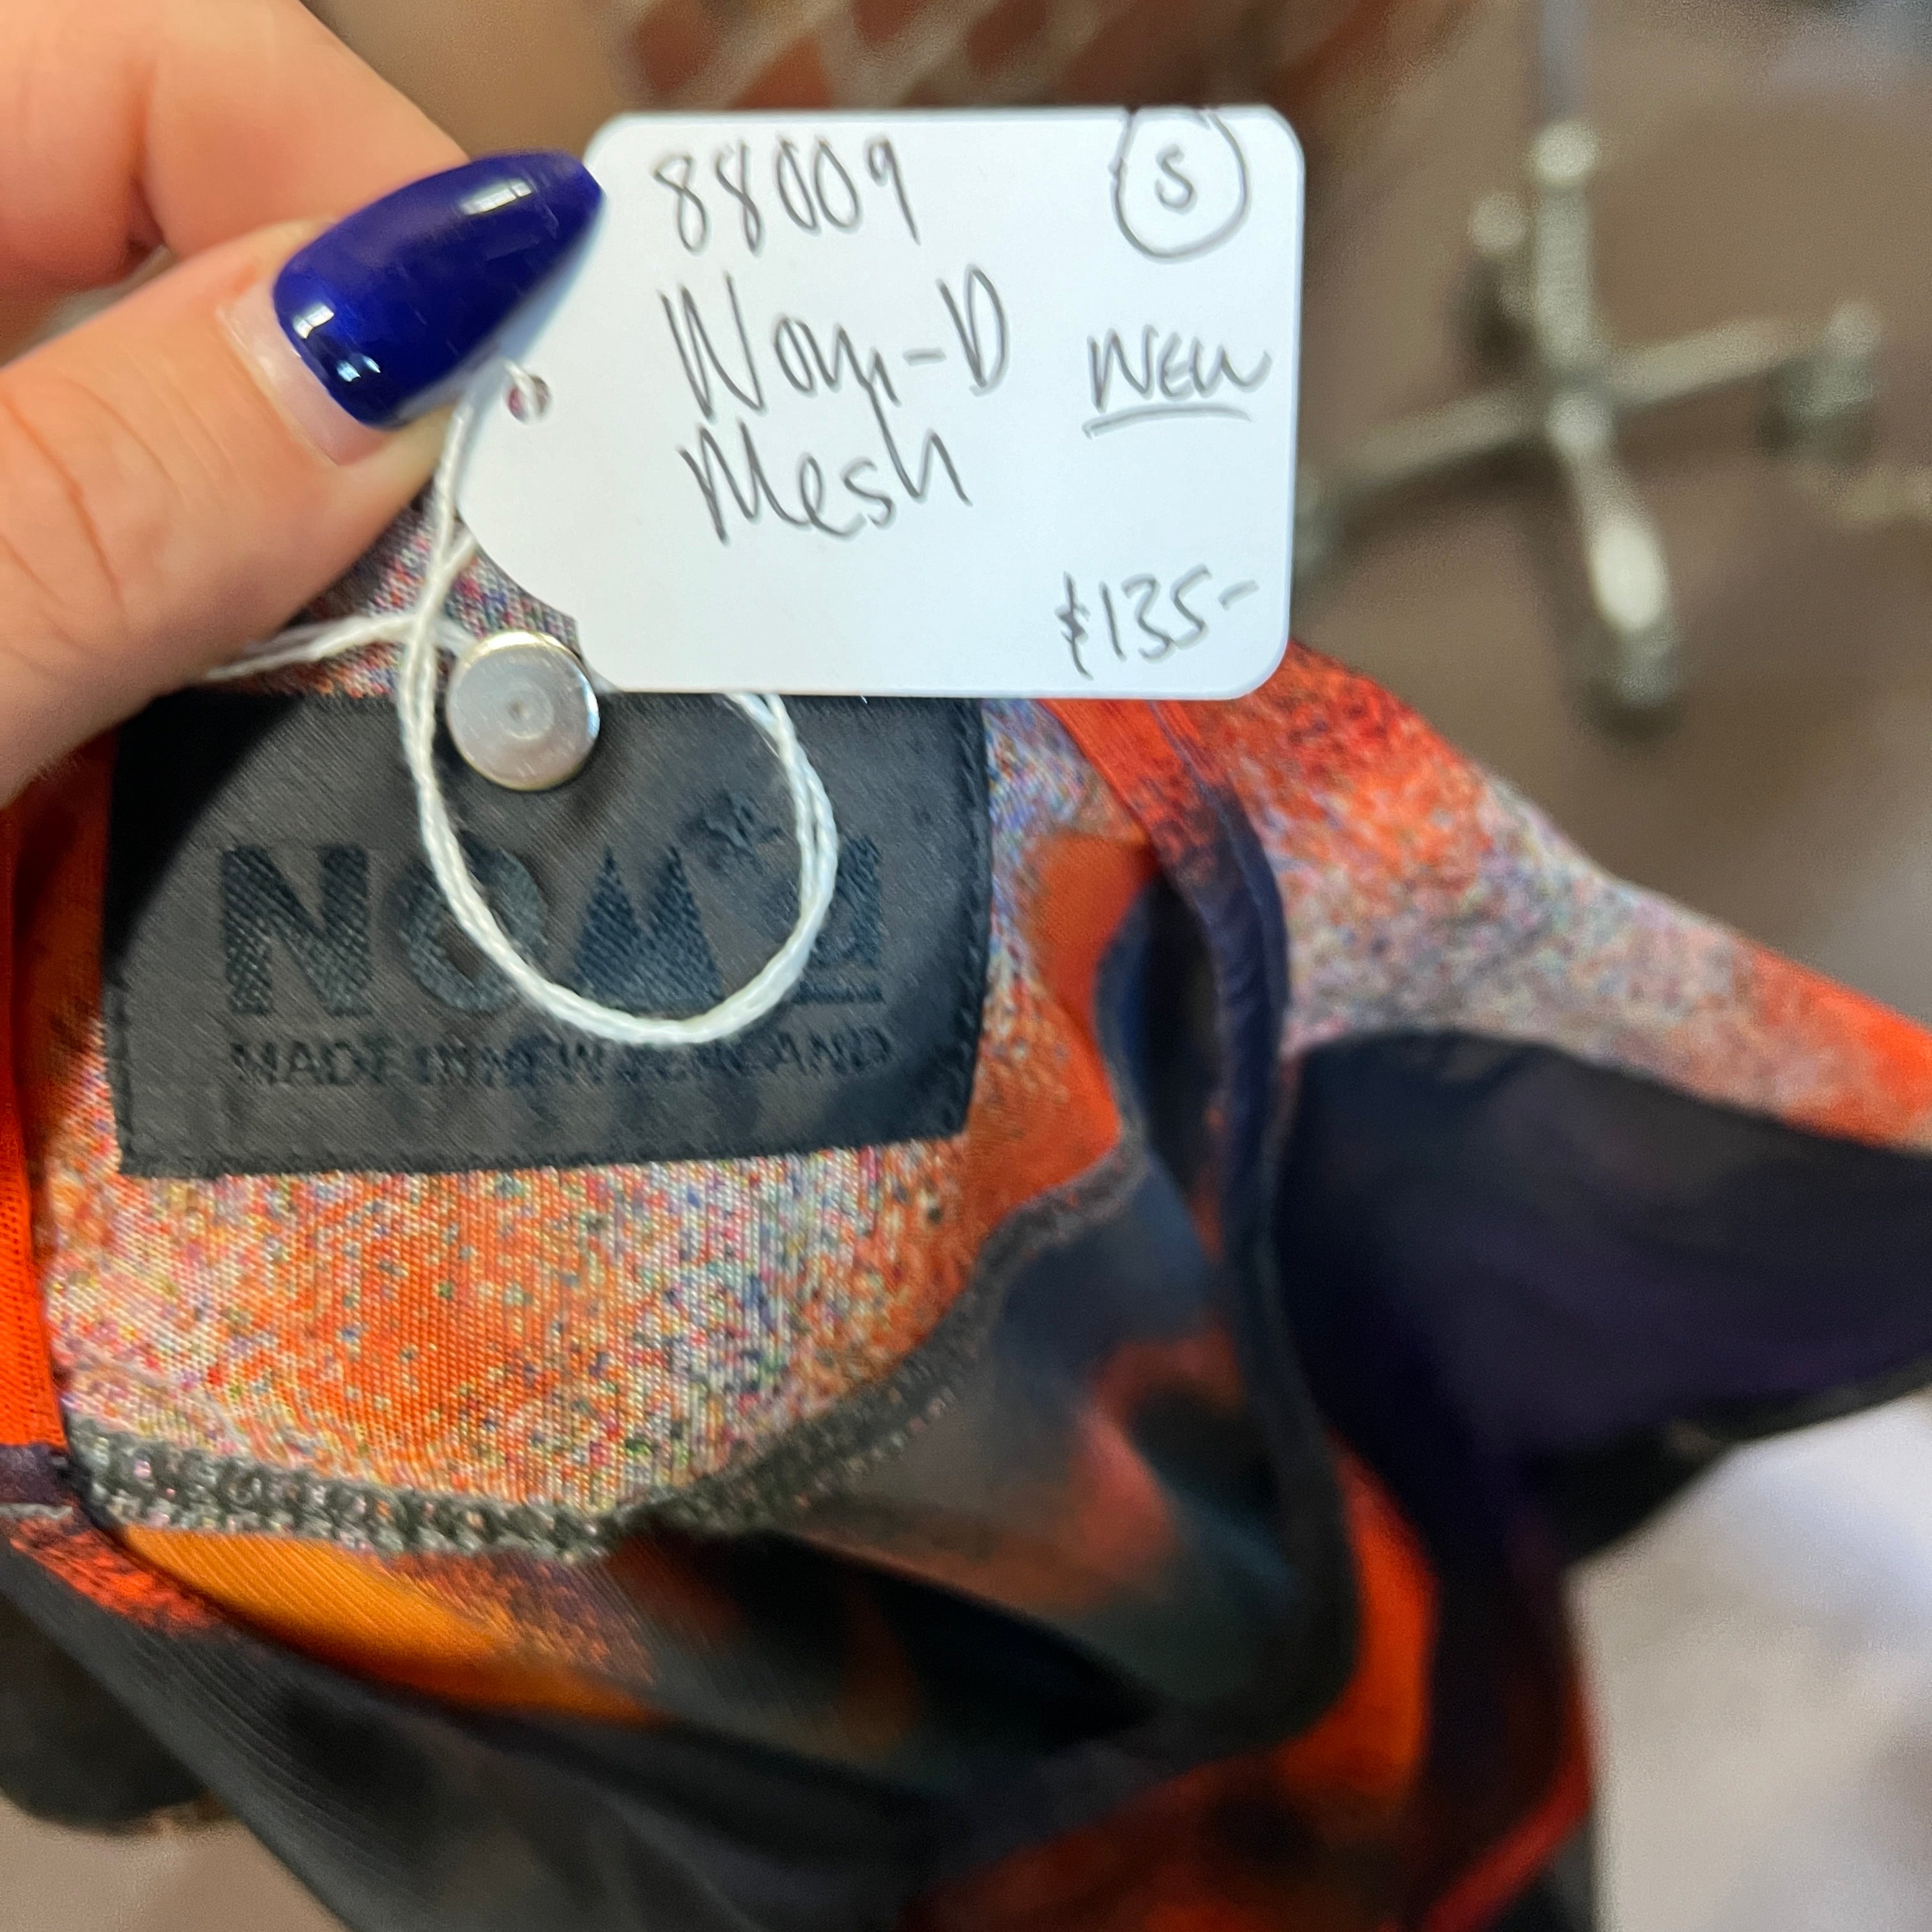 88009 S
Nom-D NEW
Mesh
$135-
NOM*d
MADE IN NEW ZEALAND